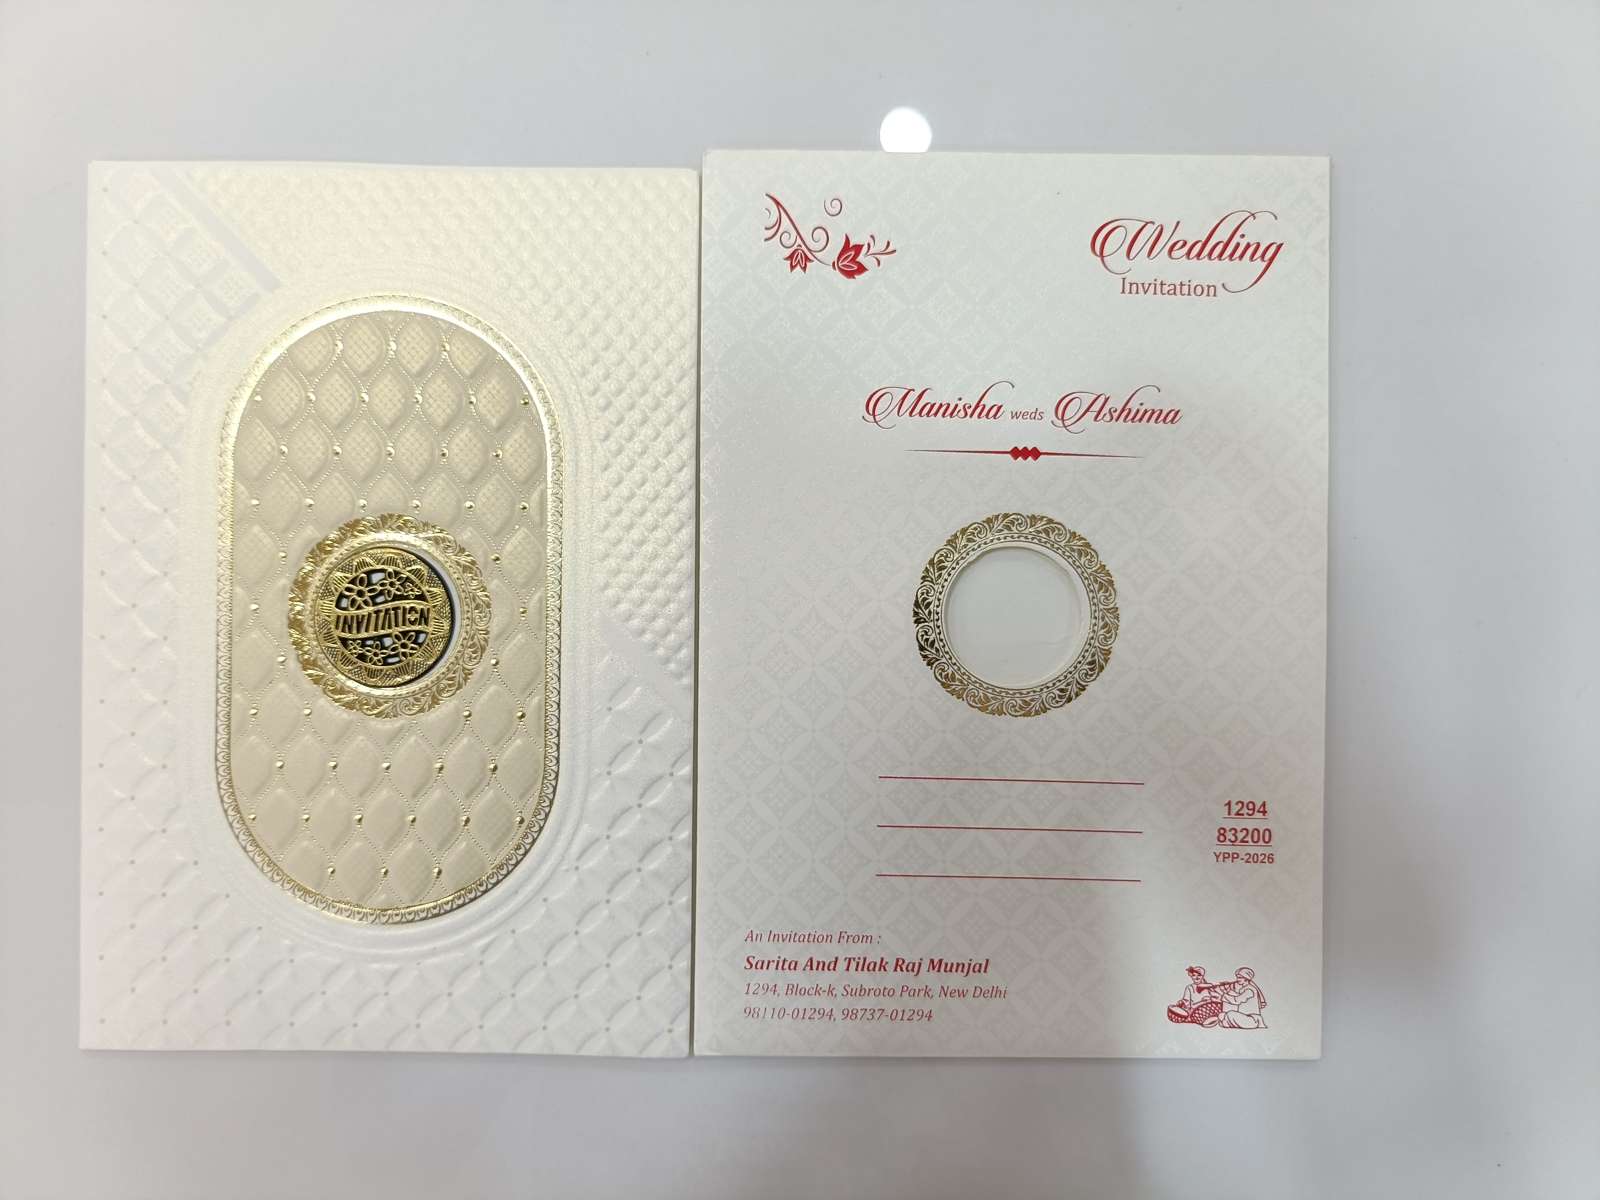 INVITATION
Wedding
Invitation
Manisha weds Ashima
1294
83200
YPP-2026
An Invitation From :
Sarita And Tilak Raj Munjal
1294, Block-k, Subroto Park, New Delhi
98110-01294, 98737-01294